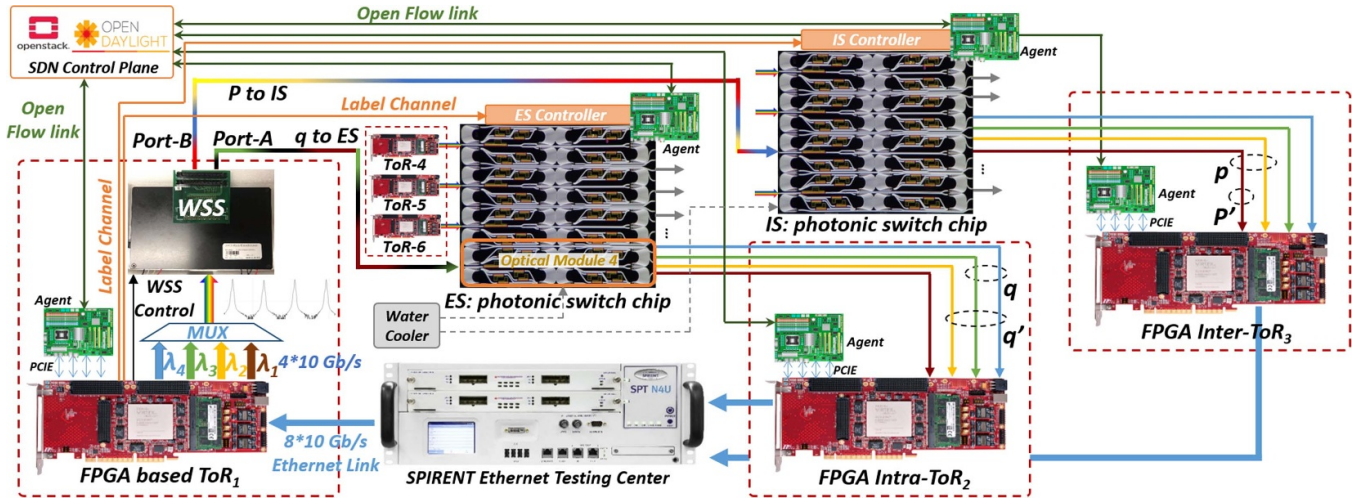 Open Flow link
openstack.
OPEN
DAYLIGHT
SDN Control Plane
IS Controller
Agent
Open
Flow link
P to IS
Label Channel
ES Controller
Agent
Port-B
Port-A
q to ES
ToR-4
ToR-5
ToR-6
Label Channel
WSS
Optical Module 4
IS: photonic switch chip
ES: photonic switch chip
Agent
PCIE
p
P'
FPGA Inter-ToR3
WSS
Control
Agent
PCIE
MUX
λ4
λ3
λ2
λ1
4*10 Gb/s
Water
Cooler
q
q'
Agent
PCIE
SPT N4U
8*10 Gb/s
Ethernet Link
FPGA based ToR1
SPIRENT Ethernet Testing Center
FPGA Intra-ToR2